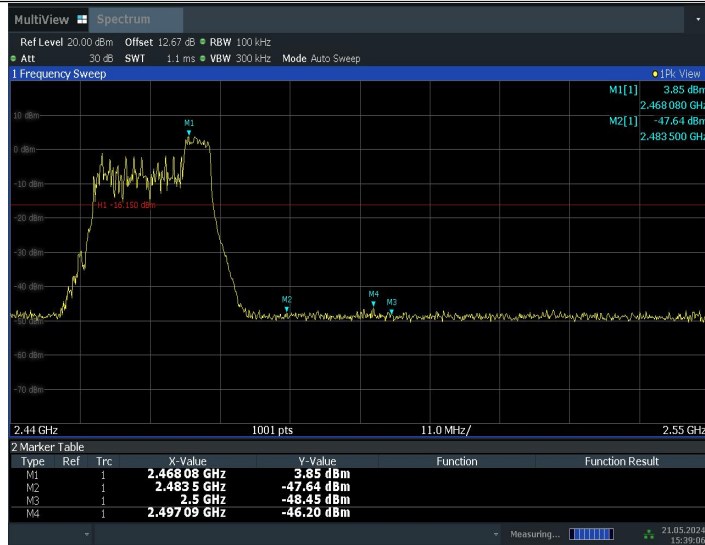 MultiView Spectrum
Ref Level 20.00 dBm Offset 12.67 dB RBW 100 kHz
Att 30 dB SWT 1.1 ms VBW 300 kHz Mode Auto Sweep
1 Frequency Sweep 1Pk View
M1[1] 3.85 dBm
2.468 080 GHz
M2[1] -47.64 dBm
2.483 500 GHz
10 dBm
M1
0 dBm
-10 dBm
H1 -16.150 dBm
-20 dBm
-30 dBm
-40 dBm
M2 M4 M3
-50 dBm
-60 dBm
-70 dBm
2.44 GHz 1001 pts 11.0 MHz/ 2.55 GHz
2 Marker Table
Type Ref Trc X-Value Y-Value Function Function Result
M1 1 2.468 08 GHz 3.85 dBm
M2 1 2.483 5 GHz -47.64 dBm
M3 1 2.5 GHz -48.45 dBm
M4 1 2.497 09 GHz -46.20 dBm
Measuring... 21.05.2024
15:39:06